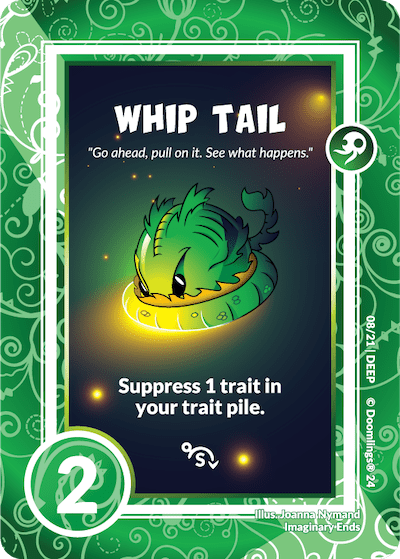 WHIP TAIL
"Go ahead, pull on it. See what happens."
Suppress 1 trait in
your trait pile.
S
2
08/21 | DEEP © Doomlings® 24
Illus. Joanna Nymand
Imaginary Ends